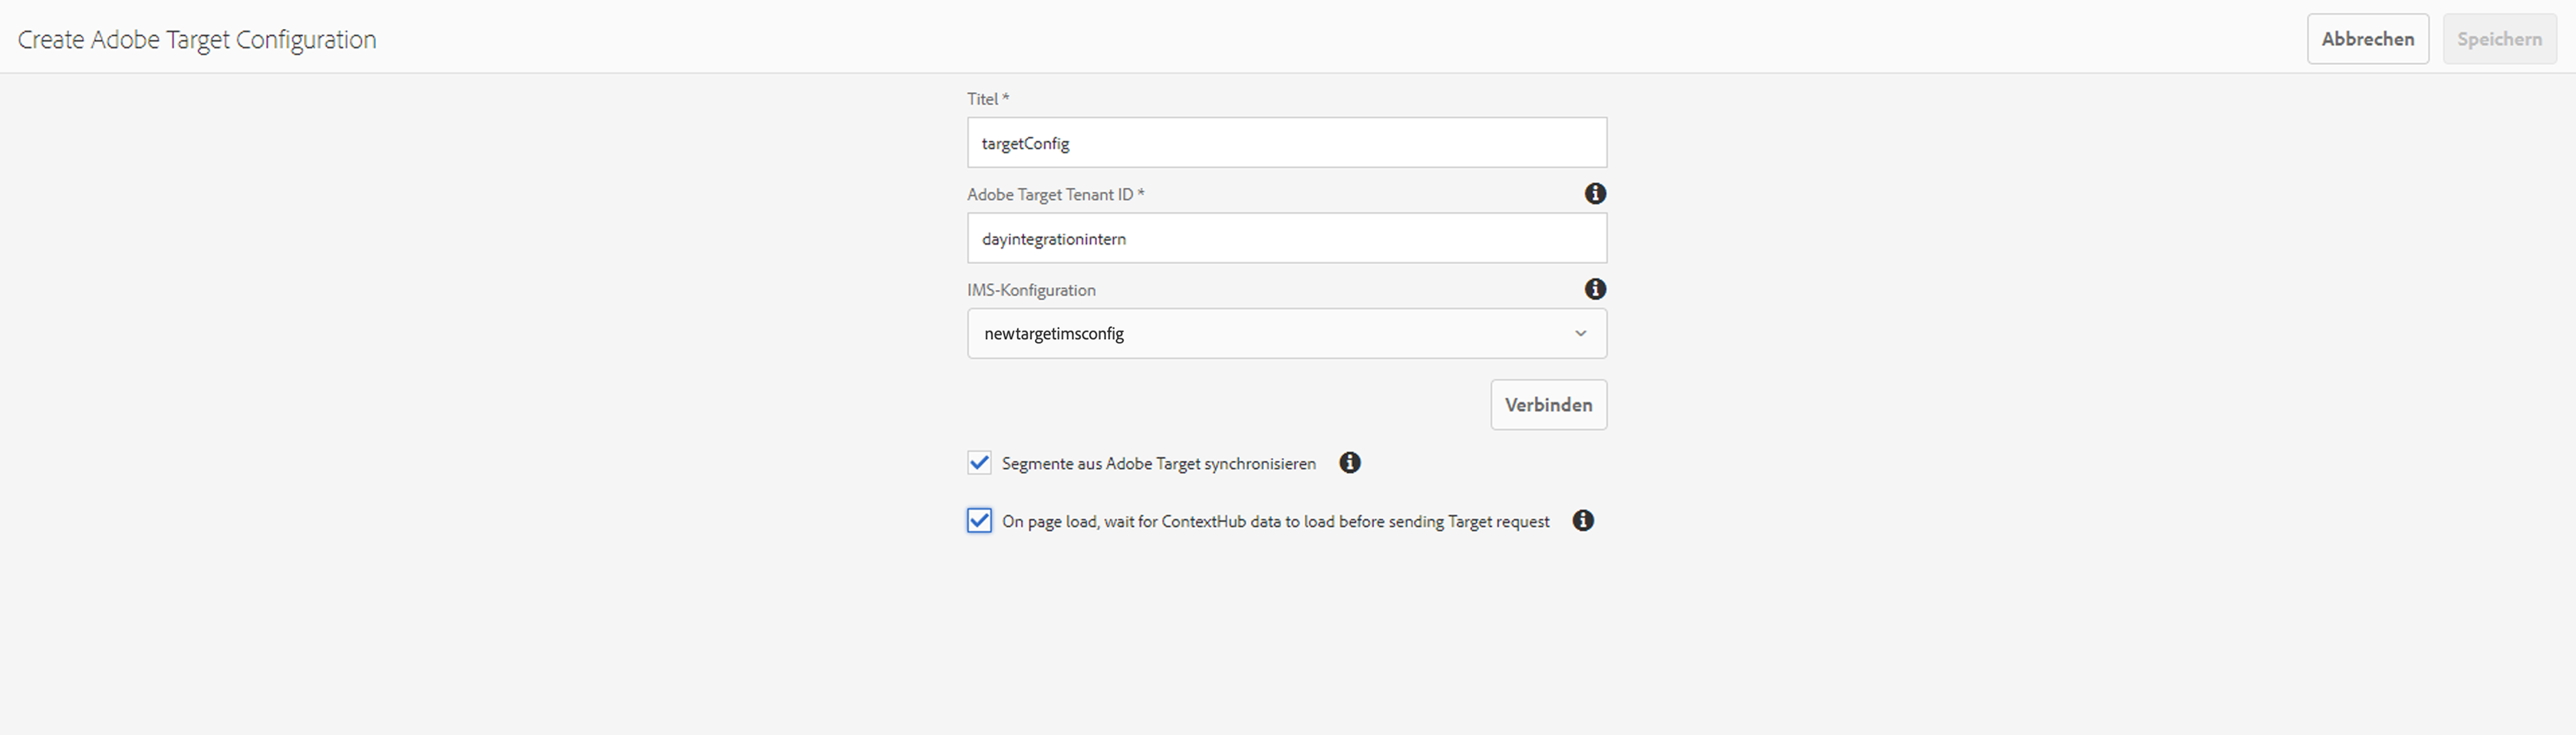 Create Adobe Target Configuration
Abbrechen
Speichern
Titel *
targetConfig
Adobe Target Tenant ID *
dayintegrationintern
IMS-Konfiguration
newtargetimsconfig
Verbinden
Segmente aus Adobe Target synchronisieren
On page load, wait for ContextHub data to load before sending Target request